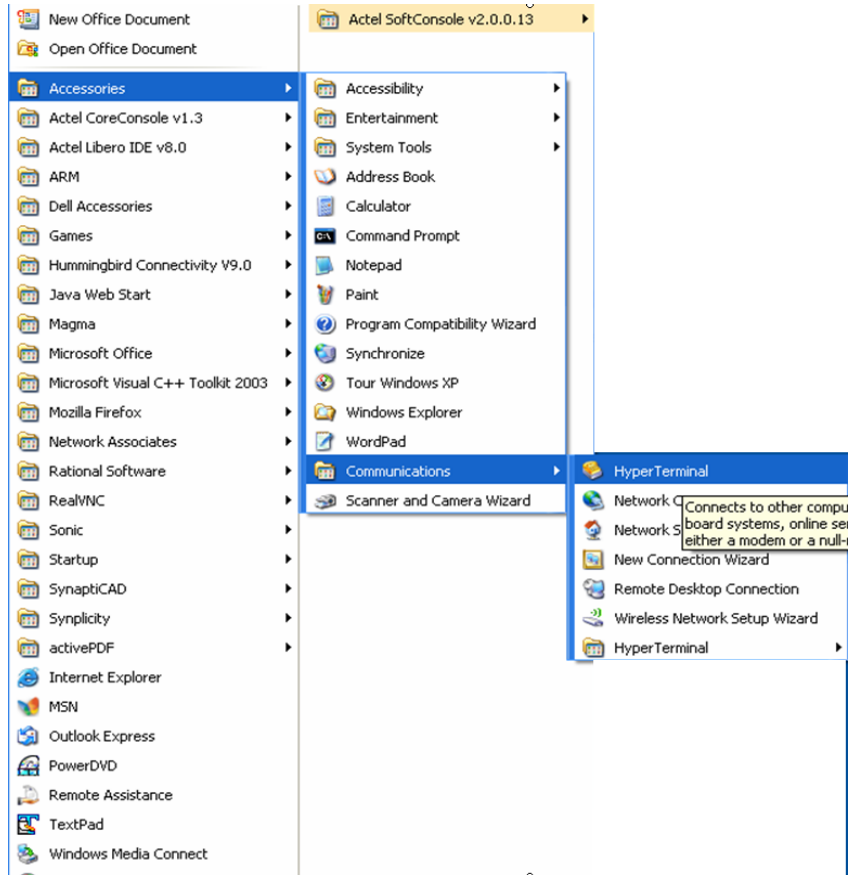 New Office Document
Open Office Document
Accessories
Actel CoreConsole v1.3
Actel Libero IDE v8.0
ARM
Dell Accessories
Games
Hummingbird Connectivity V9.0
Java Web Start
Magma
Microsoft Office
Microsoft Visual C++ Toolkit 2003
Mozilla Firefox
Network Associates
Rational Software
RealVNC
Sonic
Startup
SynaptiCAD
Synplicity
activePDF
Internet Explorer
MSN
Outlook Express
PowerDVD
Remote Assistance
TextPad
Windows Media Connect
Actel SoftConsole v2.0.0.13
Accessibility
Entertainment
System Tools
Address Book
Calculator
Command Prompt
Notepad
Paint
Program Compatibility Wizard
Synchronize
Tour Windows XP
Windows Explorer
WordPad
Communications
Scanner and Camera Wizard
HyperTerminal
Network C
Network S
New Connection Wizard
Remote Desktop Connection
Wireless Network Setup Wizard
HyperTerminal
Connects to other compu
board systems, online se
either a modem or a null-